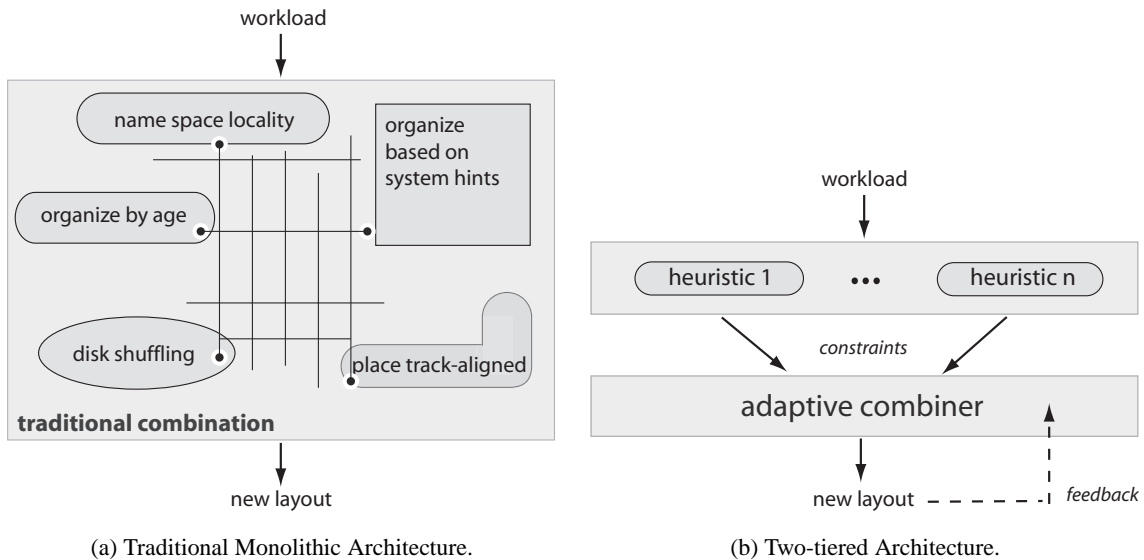 workload
name space locality
organize
based on
system hints
organize by age
disk shuffling
place track-aligned
traditional combination
new layout
(a) Traditional Monolithic Architecture.
workload
heuristic 1
...
heuristic n
constraints
adaptive combiner
new layout
feedback
(b) Two-tiered Architecture.